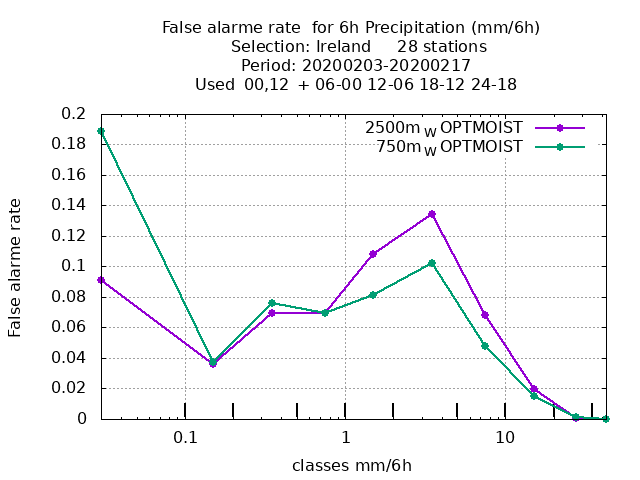 False alarme rate  for 6h Precipitation (mm/6h)
Selection: Ireland     28 stations
Period: 20200203-20200217
Used 00,12 + 06-00 12-06 18-12 24-18
2500m W OPTMOIST
750m W OPTMOIST
0.2
0.18
0.16
0.14
0.12
0.1
0.08
0.06
0.04
0.02
0
False alarme rate
0.1 1 10
classes mm/6h